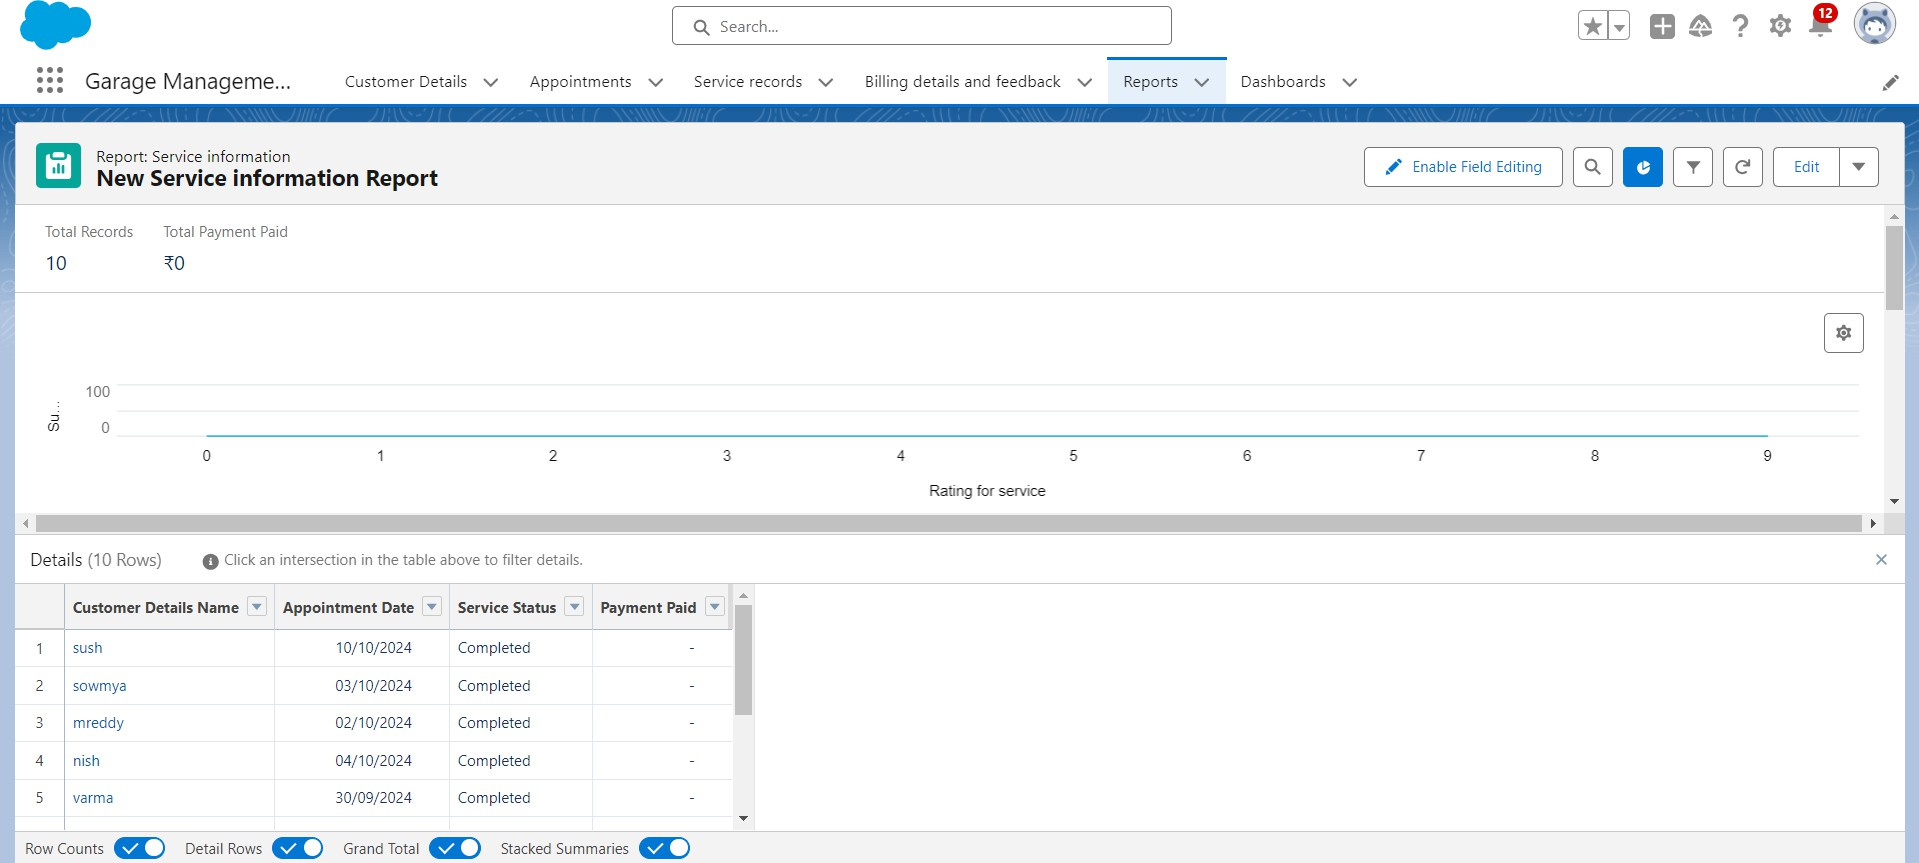 Search...
12
Garage Manageme...
Customer Details
Appointments
Service records
Billing details and feedback
Reports
Dashboards
Report: Service information
New Service information Report
Enable Field Editing
Edit
Total Records
Total Payment Paid
10
₹0
Su...
100
0
0 1 2 3 4 5 6 7 8 9
Rating for service
Details (10 Rows)
Click an intersection in the table above to filter details.
Customer Details Name Appointment Date Service Status Payment Paid
1 sush 10/10/2024 Completed -
2 sowmya 03/10/2024 Completed -
3 mreddy 02/10/2024 Completed -
4 nish 04/10/2024 Completed -
5 varma 30/09/2024 Completed -
Row Counts
Detail Rows
Grand Total
Stacked Summaries